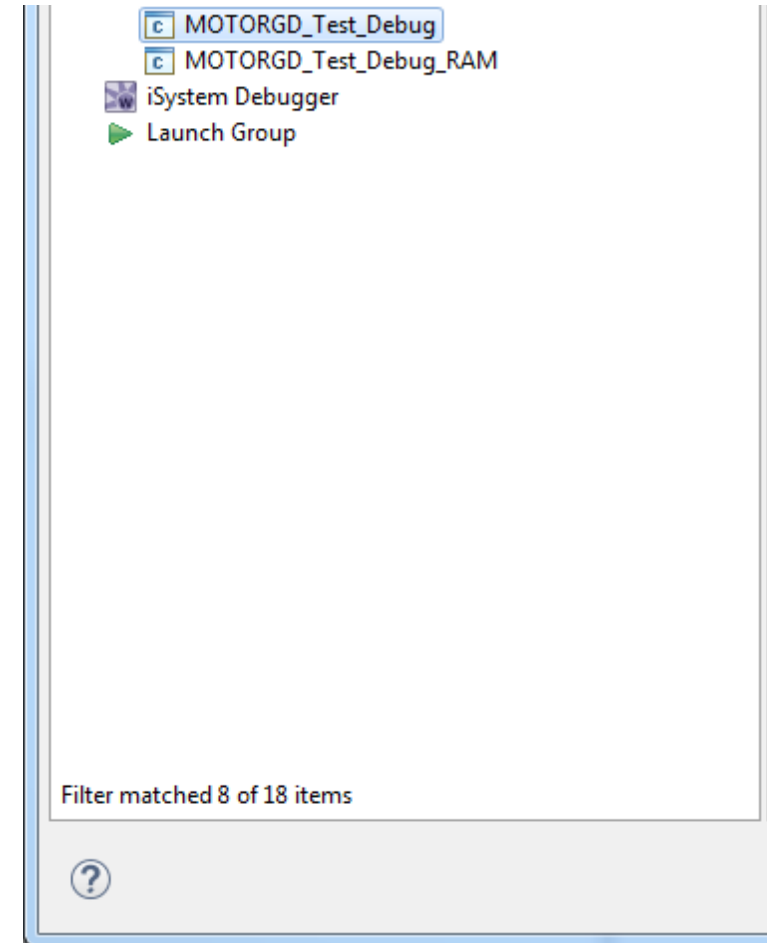 MOTORGD_Test_Debug
MOTORGD_Test_Debug_RAM
iSystem Debugger
Launch Group
Filter matched 8 of 18 items